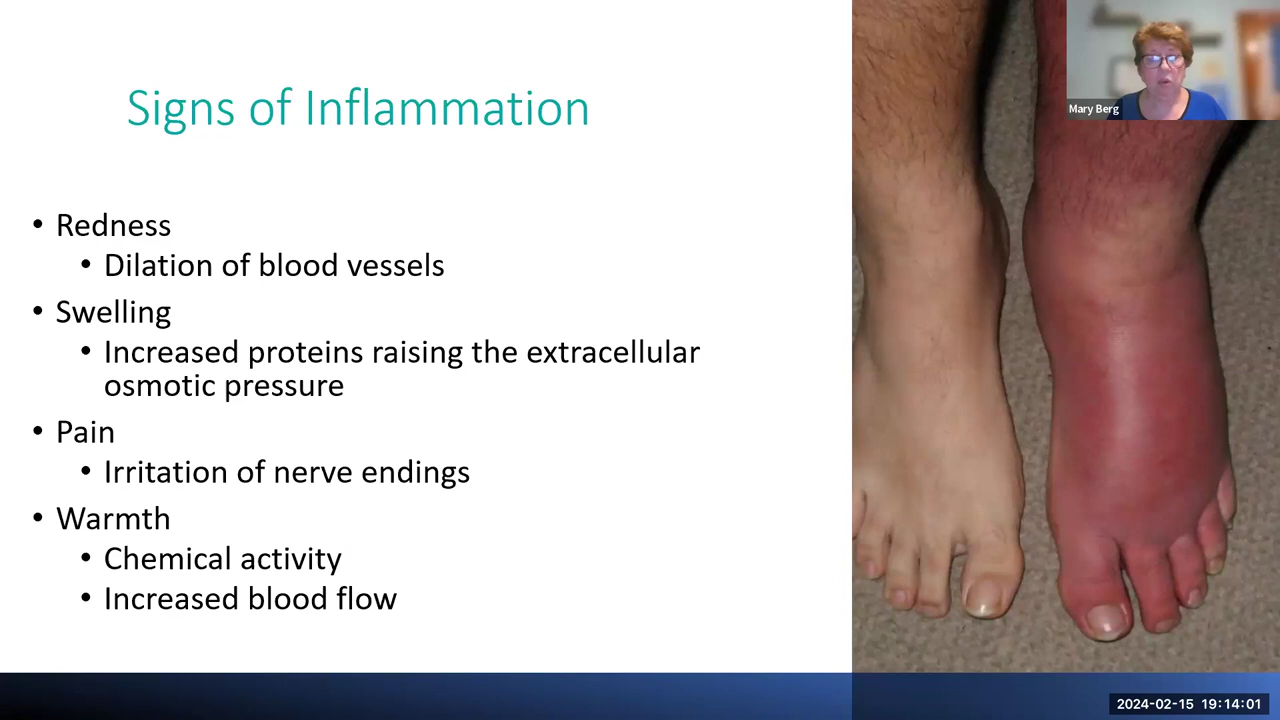 Signs of Inflammation
• Redness
• Dilation of blood vessels
• Swelling
• Increased proteins raising the extracellular
osmotic pressure
• Pain
• Irritation of nerve endings
• Warmth
• Chemical activity
• Increased blood flow
Mary Berg
2024-02-15 19:14:01